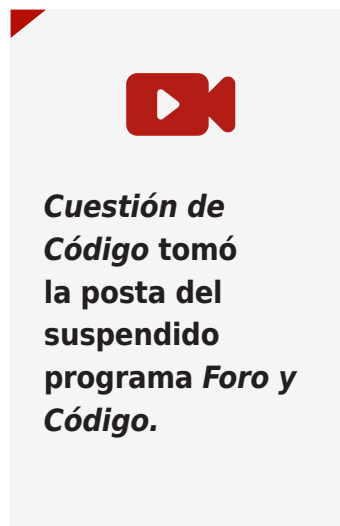 Cuestión de
Código tomó
la posta del
suspendido
programa Foro y
Código.